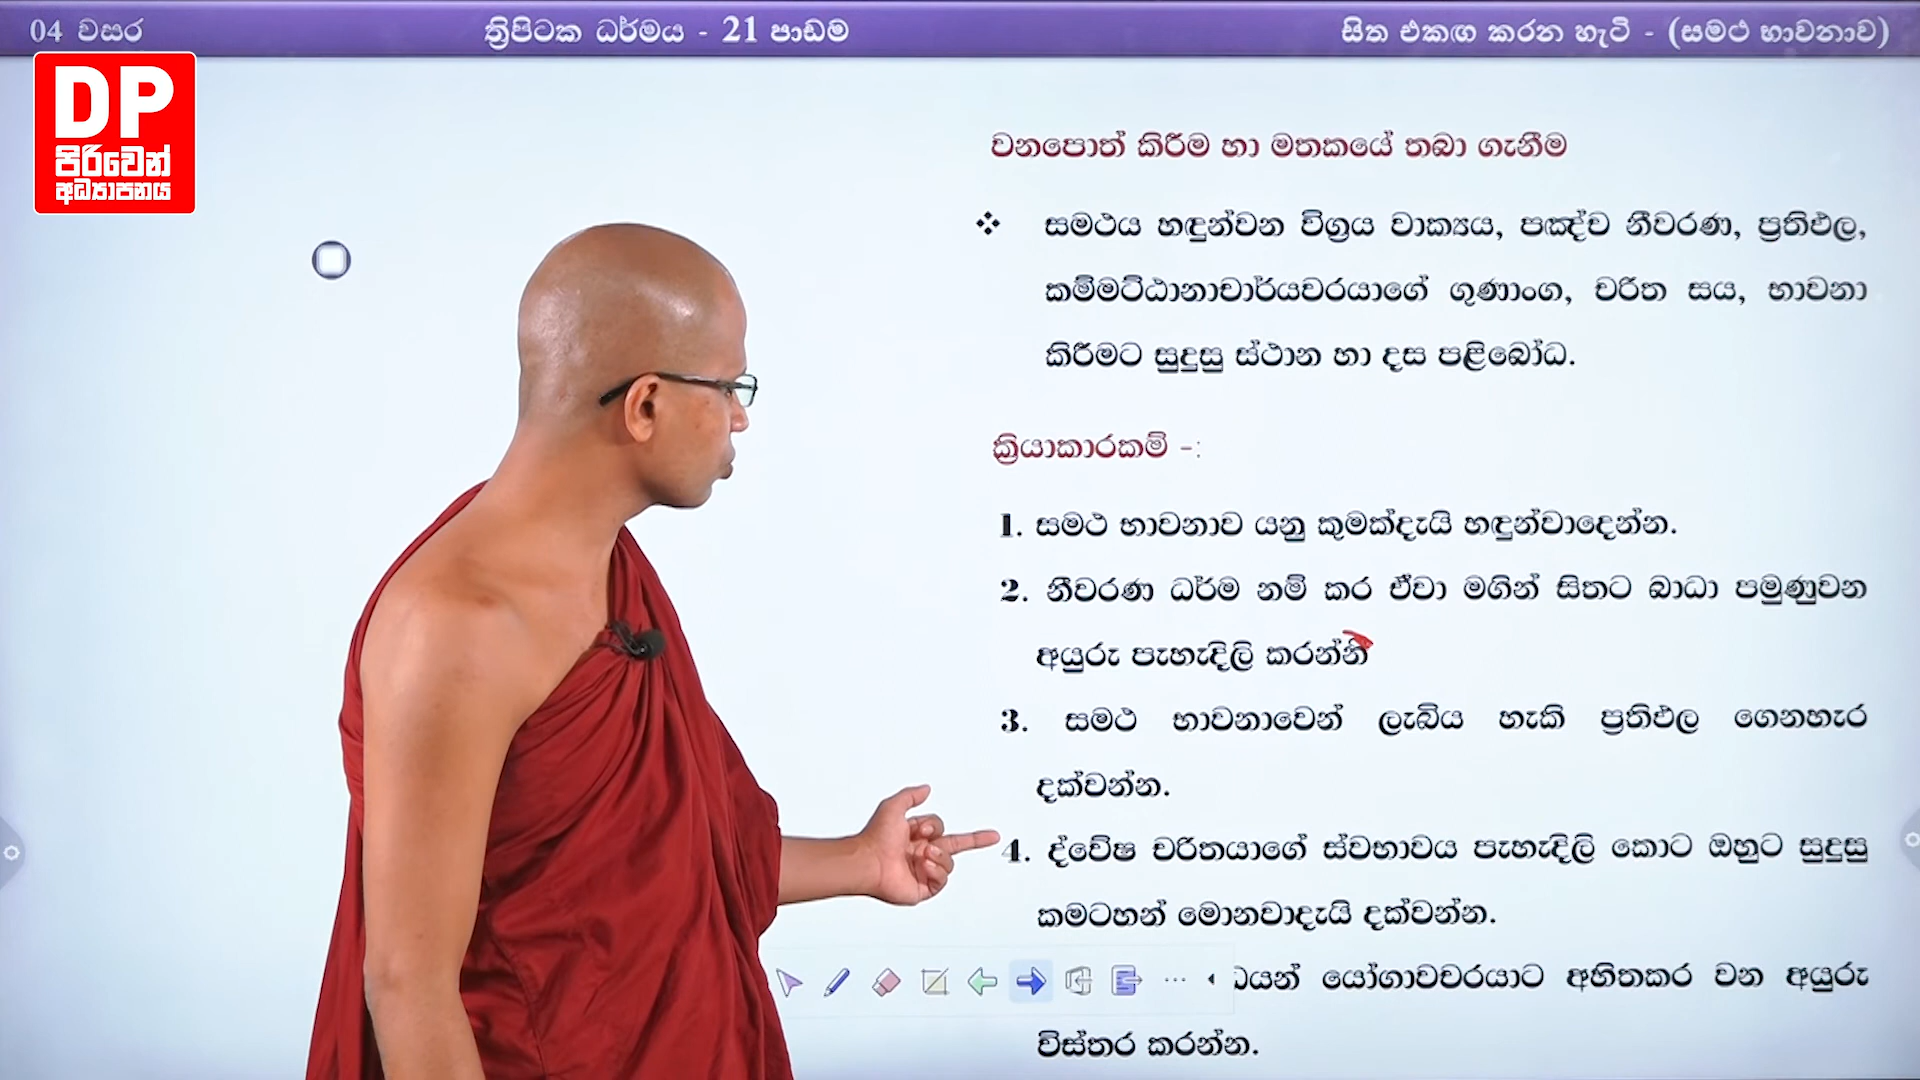 04 වසර
ත්‍රිපිටක ධර්මය - 21 පාඩම
සිත එකඟ කරන හැටි - (සමථ භාවනාව)
DP
පිරිවෙන්
අධ්‍යාපනය
වනපොත් කිරීම හා මතකයේ තබා ගැනීම
❖ සමථය හඳුන්වන විග්‍රය වාක්‍යය, පඤ්ච නීවරණ, ප්‍රතිඵල,
කම්මට්ඨානාචාර්යවරයාගේ ගුණාංග, චරිත සය, භාවනා
කිරීමට සුදුසු ස්ථාන හා දස පළිබෝධ.
ක්‍රියාකාරකම් -:
1. සමථ භාවනාව යනු කුමක්දැයි හඳුන්වාදෙන්න.
2. නීවරණ ධර්ම නම් කර ඒවා මගින් සිතට බාධා පමුණුවන
අයුරු පැහැදිලි කරන්න
3. සමථ භාවනාවෙන් ලැබිය හැකි ප්‍රතිඵල ගෙනහැර
දක්වන්න.
4. ද්වේෂ චරිතයාගේ ස්වභාවය පැහැදිලි කොට ඔහුට සුදුසු
කමටහන් මොනවාදැයි දක්වන්න.
යෝගාවචරයාට අහිතකර වන අයුරු
විස්තර කරන්න.